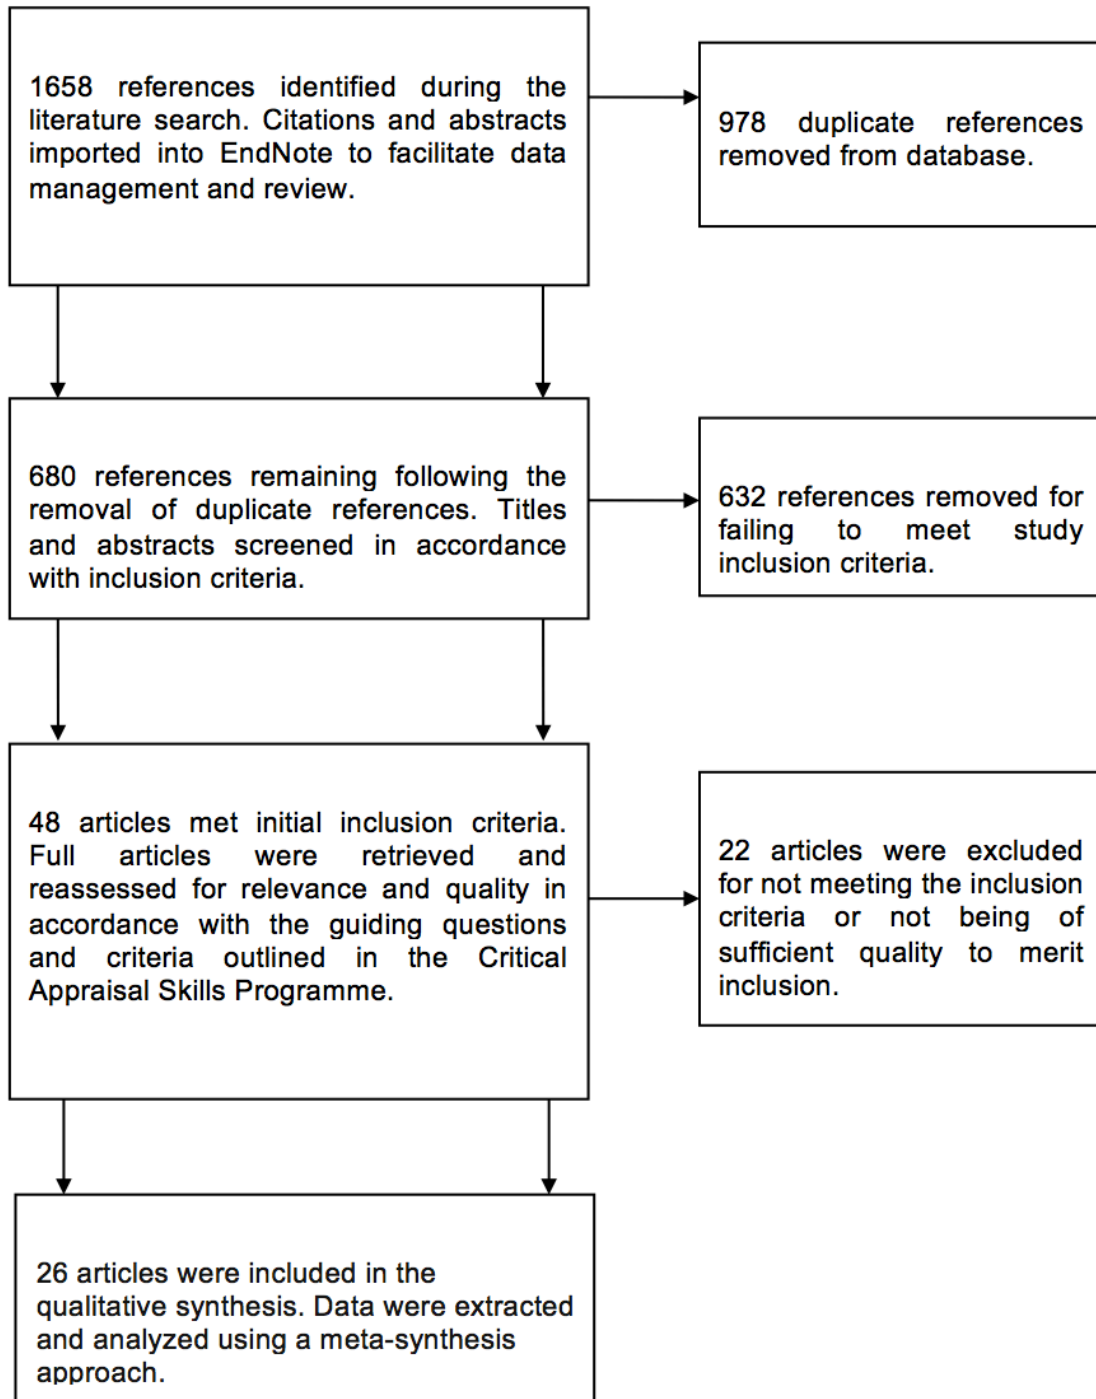 1658 references identified during the
literature search. Citations and abstracts
imported into EndNote to facilitate data
management and review.
978 duplicate references
removed from database.
680 references remaining following the
removal of duplicate references. Titles
and abstracts screened in accordance
with inclusion criteria.
632 references removed for
failing to meet study
inclusion criteria.
48 articles met initial inclusion criteria.
Full articles were retrieved and
reassessed for relevance and quality in
accordance with the guiding questions
and criteria outlined in the Critical
Appraisal Skills Programme.
22 articles were excluded
for not meeting the inclusion
criteria or not being of
sufficient quality to merit
inclusion.
26 articles were included in the
qualitative synthesis. Data were extracted
and analyzed using a meta-synthesis
approach.